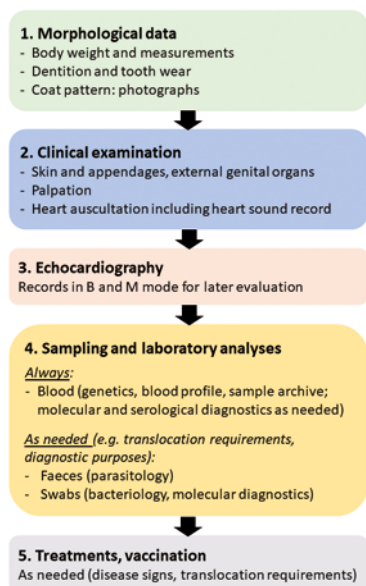 1. Morphological data
- Body weight and measurements
- Dentition and tooth wear
- Coat pattern: photographs
2. Clinical examination
- Skin and appendages, external genital organs
- Palpation
- Heart auscultation including heart sound record
3. Echocardiography
Records in B and M mode for later evaluation
4. Sampling and laboratory analyses
Always:
- Blood (genetics, blood profile, sample archive;
molecular and serological diagnostics as needed)
As needed (e.g. translocation requirements,
diagnostic purposes):
- Faeces (parasitology)
- Swabs (bacteriology, molecular diagnostics)
5. Treatments, vaccination
As needed (disease signs, translocation requirements)